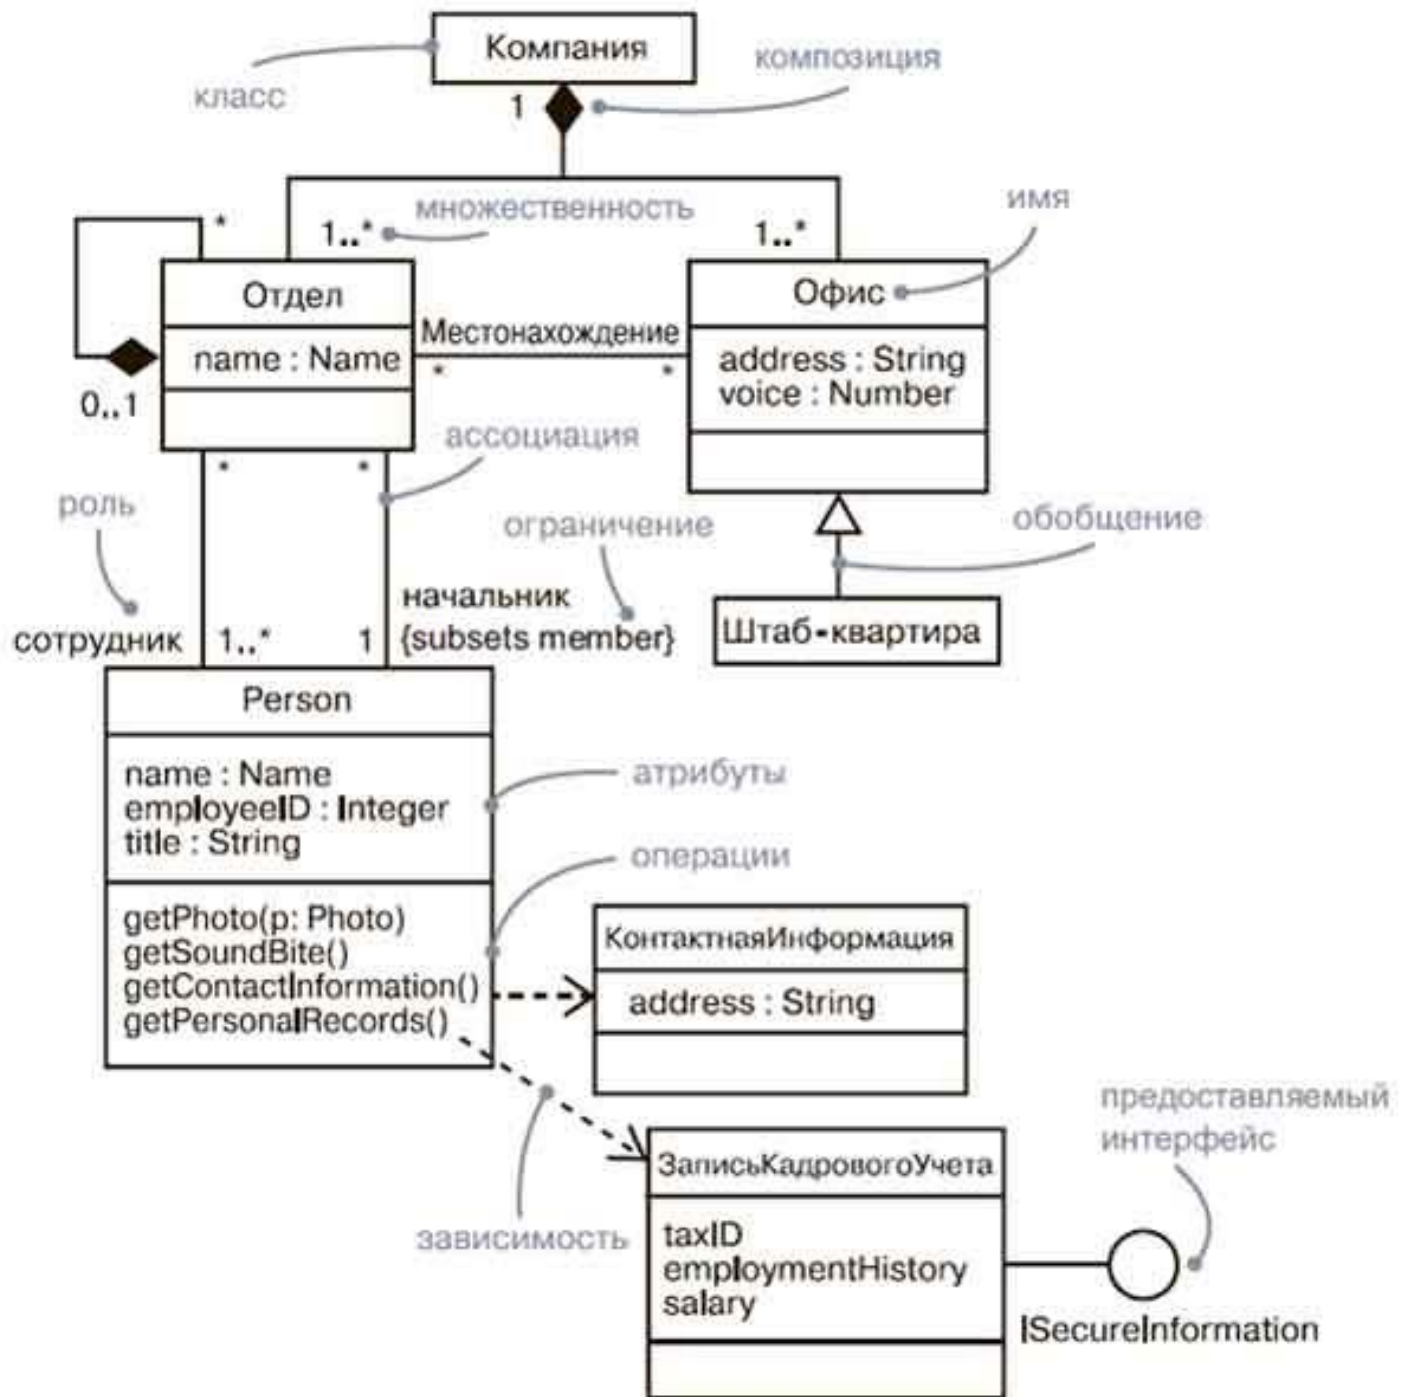 Компания
композиция
класс
1
множественность
имя
*
1..*
1..*
Отдел
Офис
Местонахождение
name : Name
*
*
address : String
voice : Number
0..1
ассоциация
*
*
роль
ограничение
обобщение
начальник
сотрудник
1..*
1
{subsets member}
Штаб-квартира
Person
name : Name
employeeID : Integer
title : String
атрибуты
операции
getPhoto(p: Photo)
getSoundBite()
getContactInformation()
getPersonalRecords()
КонтактнаяИнформация
address : String
предоставляемый
интерфейс
ЗаписьКадровогоУчета
зависимость
taxID
employmentHistory
salary
ISecureInformation